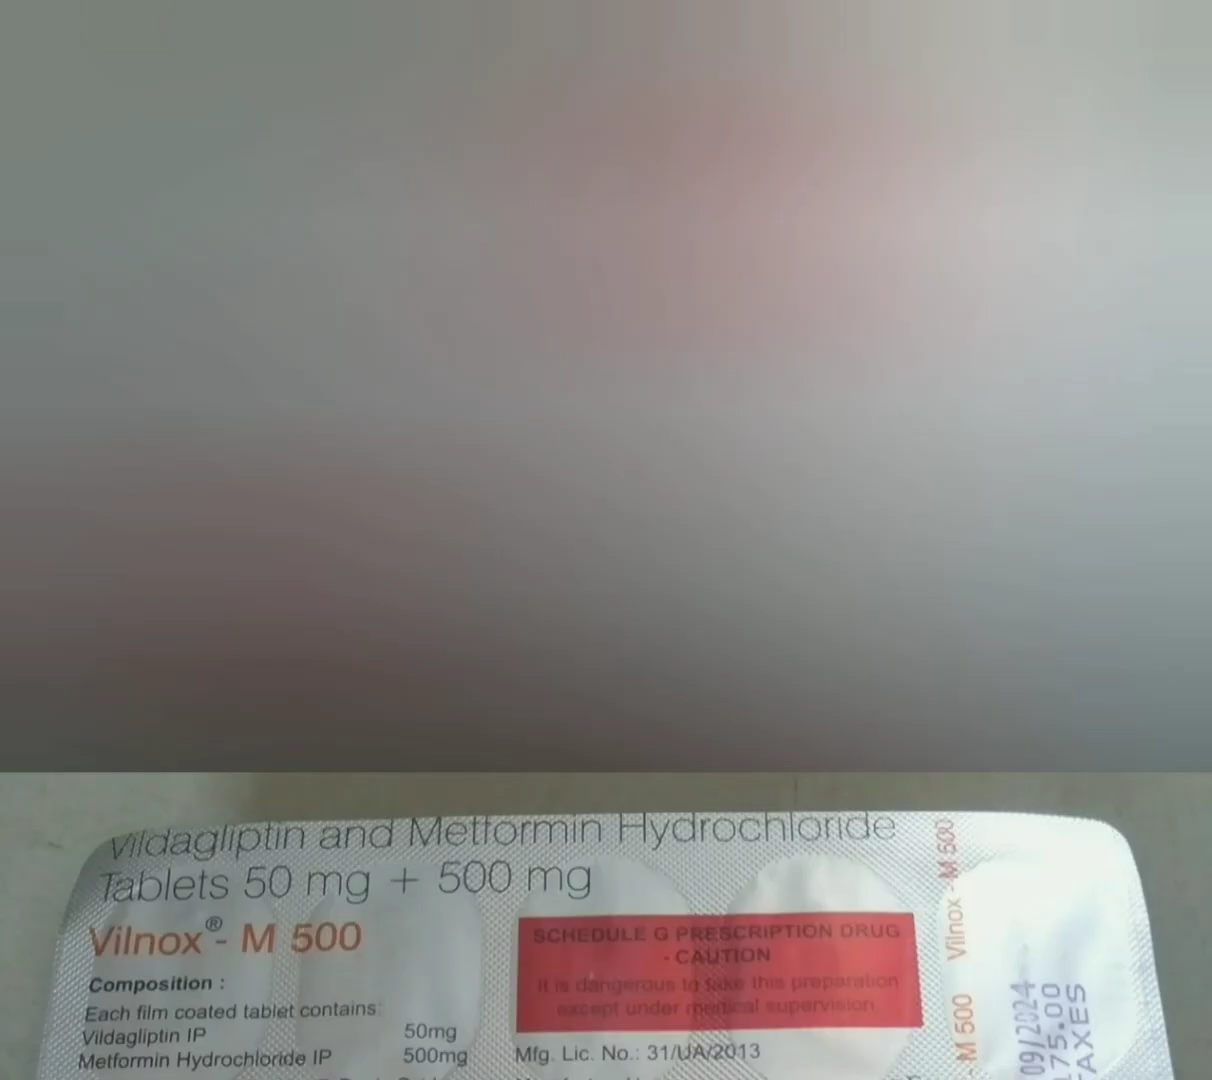 Vildagliptin and Metformin Hydrochloride
Tablets 50 mg + 500 mg
Vilnox®- M 500
Composition :
Each film coated tablet contains:
Vildagliptin IP 50mg
Metformin Hydrochloride IP 500mg
SCHEDULE G PRESCRIPTION DRUG
- CAUTION
It is dangerous to take this preparation
except under medical supervision.
Mfg. Lic. No.: 31/UA/2013
- M 500 Vilnox - M 500
09/2024
175.00
TAXES